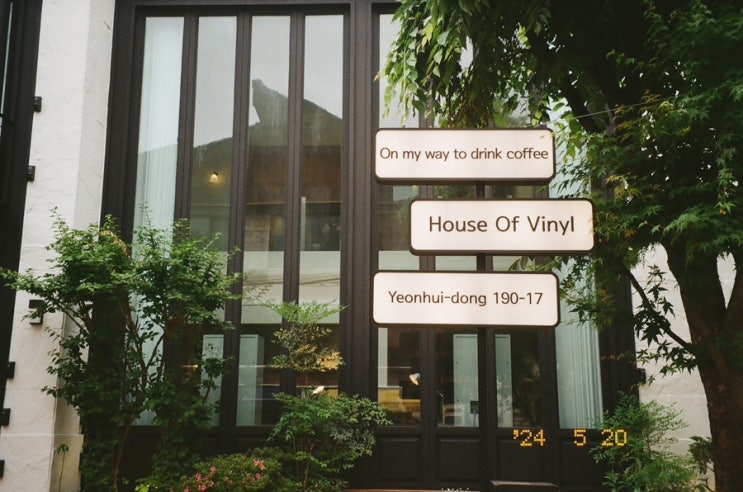 On my way to drink coffee
House Of Vinyl
Yeonhui-dong 190-17
'24 5 20